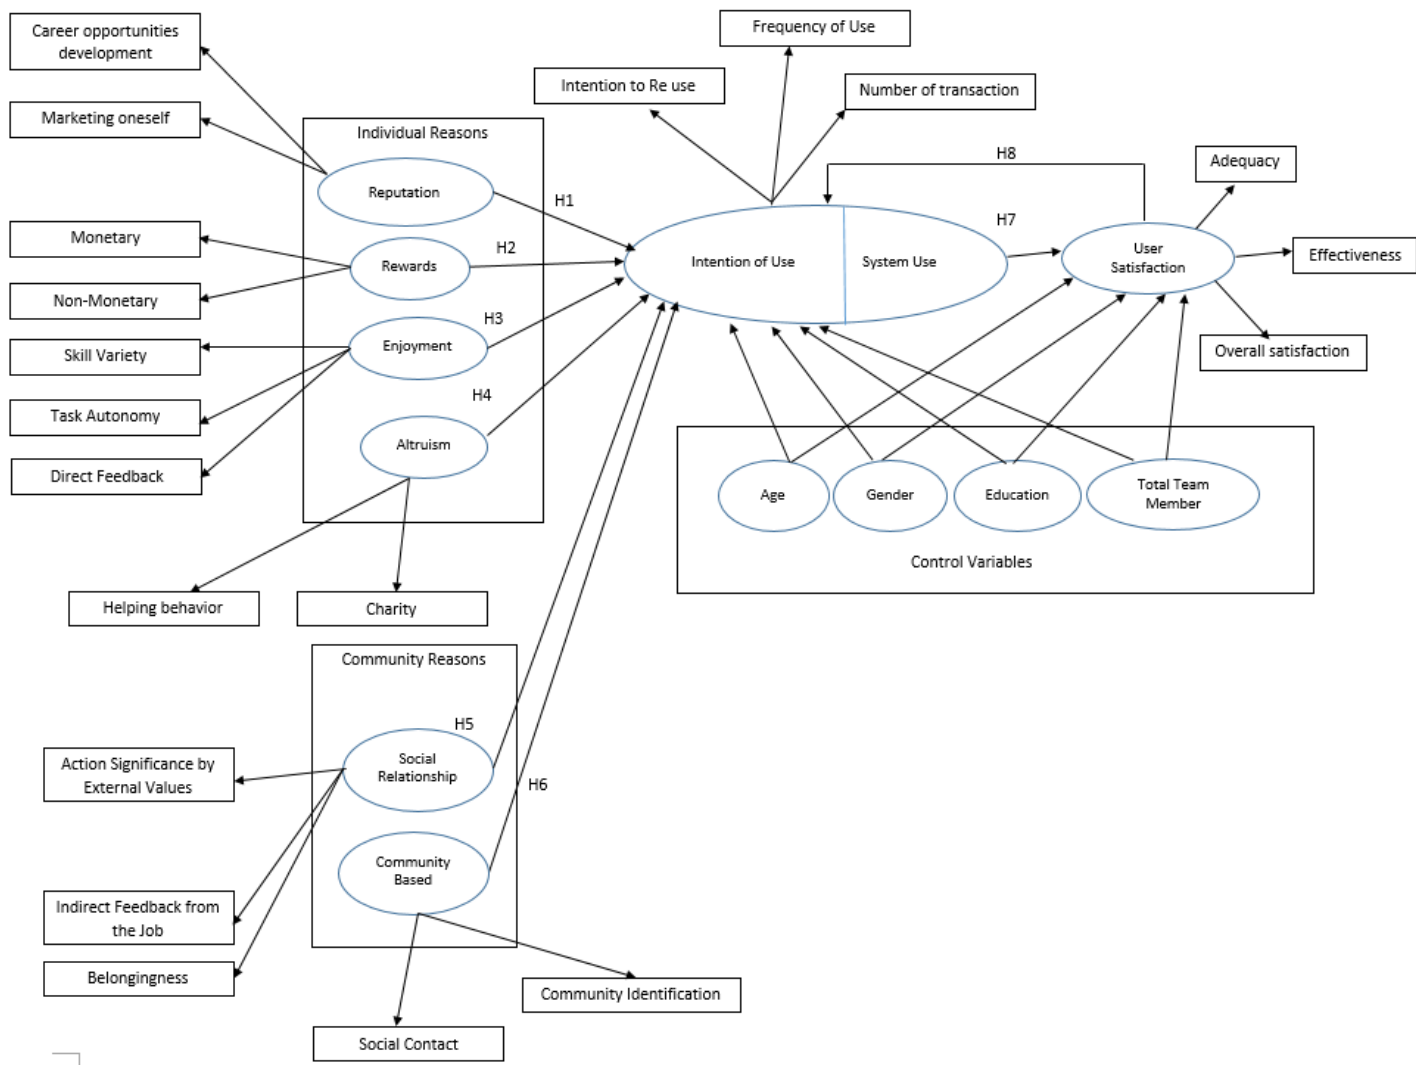 Career opportunities
development
Marketing oneself
Monetary
Non-Monetary
Skill Variety
Task Autonomy
Direct Feedback
Individual Reasons
Reputation
Rewards
Enjoyment
Altruism
H1
H2
H3
H4
Helping behavior
Charity
Frequency of Use
Intention to Re use
Number of transaction
Intention of Use
System Use
H8
H7
User
Satisfaction
Adequacy
Effectiveness
Overall satisfaction
Age
Gender
Education
Total Team
Member
Control Variables
Community Reasons
H5
Social
Relationship
H6
Community
Based
Action Significance by
External Values
Indirect Feedback from
the Job
Belongingness
Community Identification
Social Contact